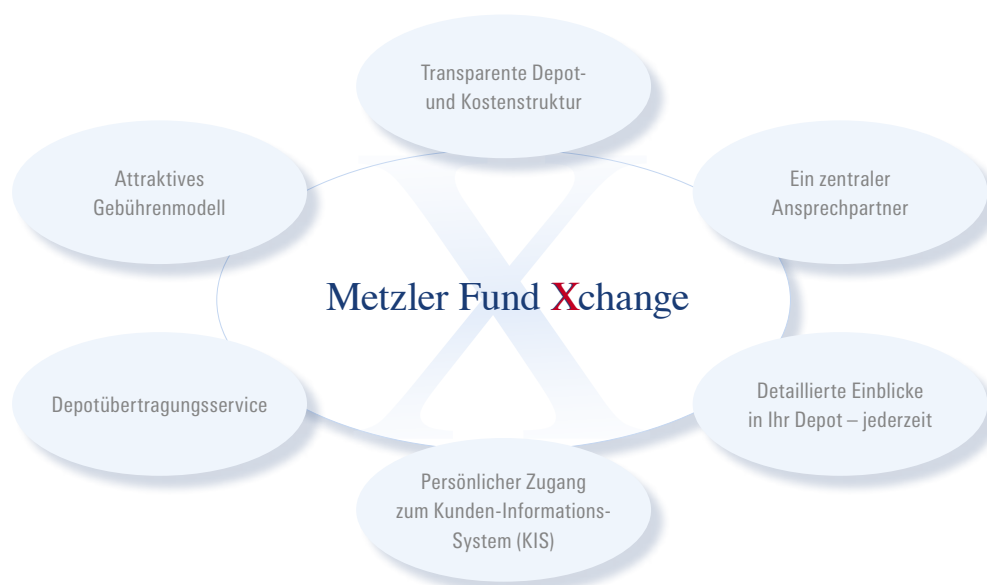 Transparente Depot-
und Kostenstruktur
Attraktives
Gebührenmodell
Ein zentraler
Ansprechpartner
Metzler Fund Xchange
Depotübertragungsservice
Detaillierte Einblicke
in Ihr Depot – jederzeit
Persönlicher Zugang
zum Kunden-Informations-
System (KIS)